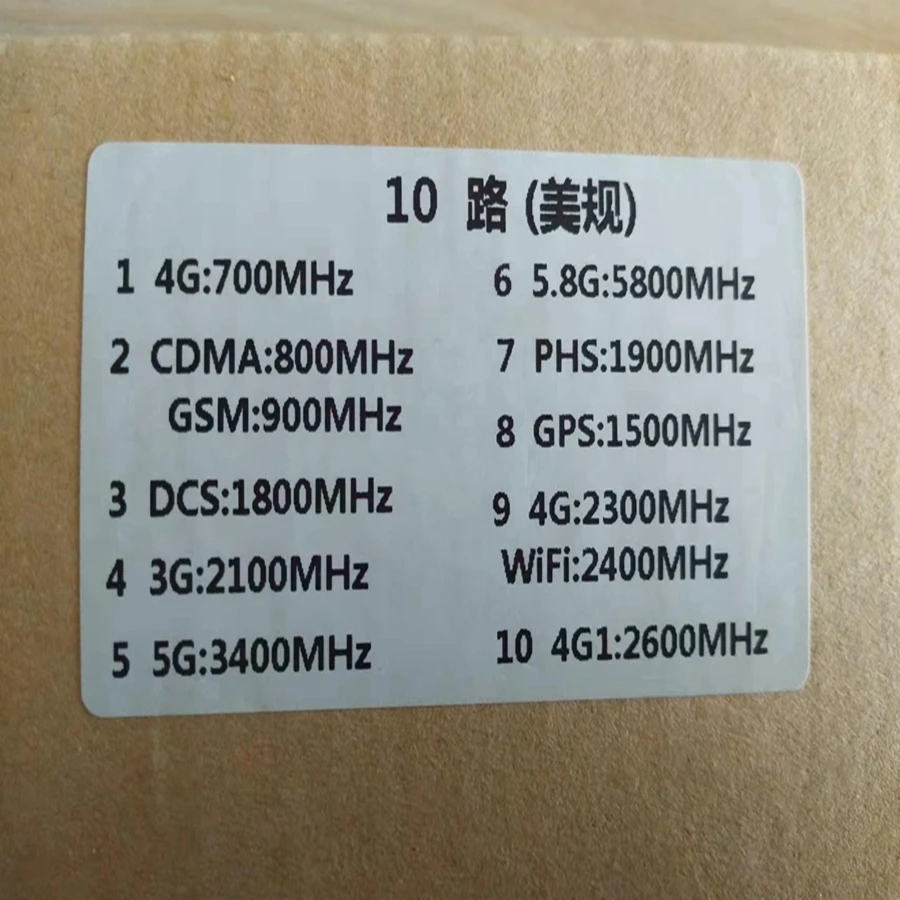 10 路 (美规)
1 4G:700MHz
2 CDMA:800MHz
GSM:900MHz
3 DCS:1800MHz
4 3G:2100MHz
5 5G:3400MHz
6 5.8G:5800MHz
7 PHS:1900MHz
8 GPS:1500MHz
9 4G:2300MHz
WiFi:2400MHz
10 4G1:2600MHz